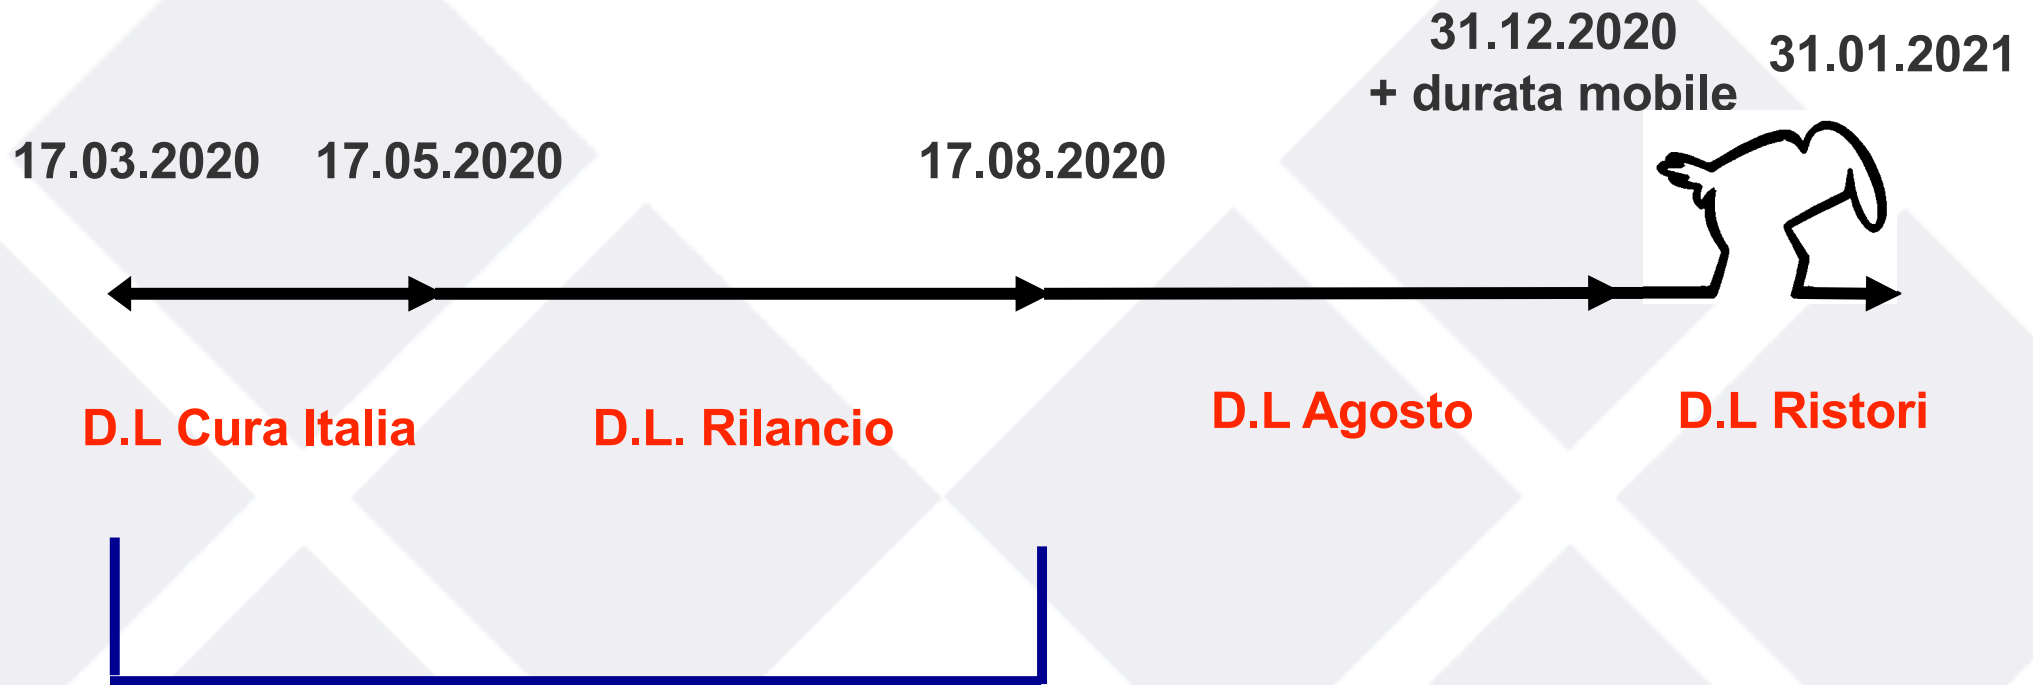 31.12.2020
+ durata mobile
31.01.2021
17.03.2020
17.05.2020
17.08.2020
D.L Cura Italia
D.L. Rilancio
D.L Agosto
D.L Ristori